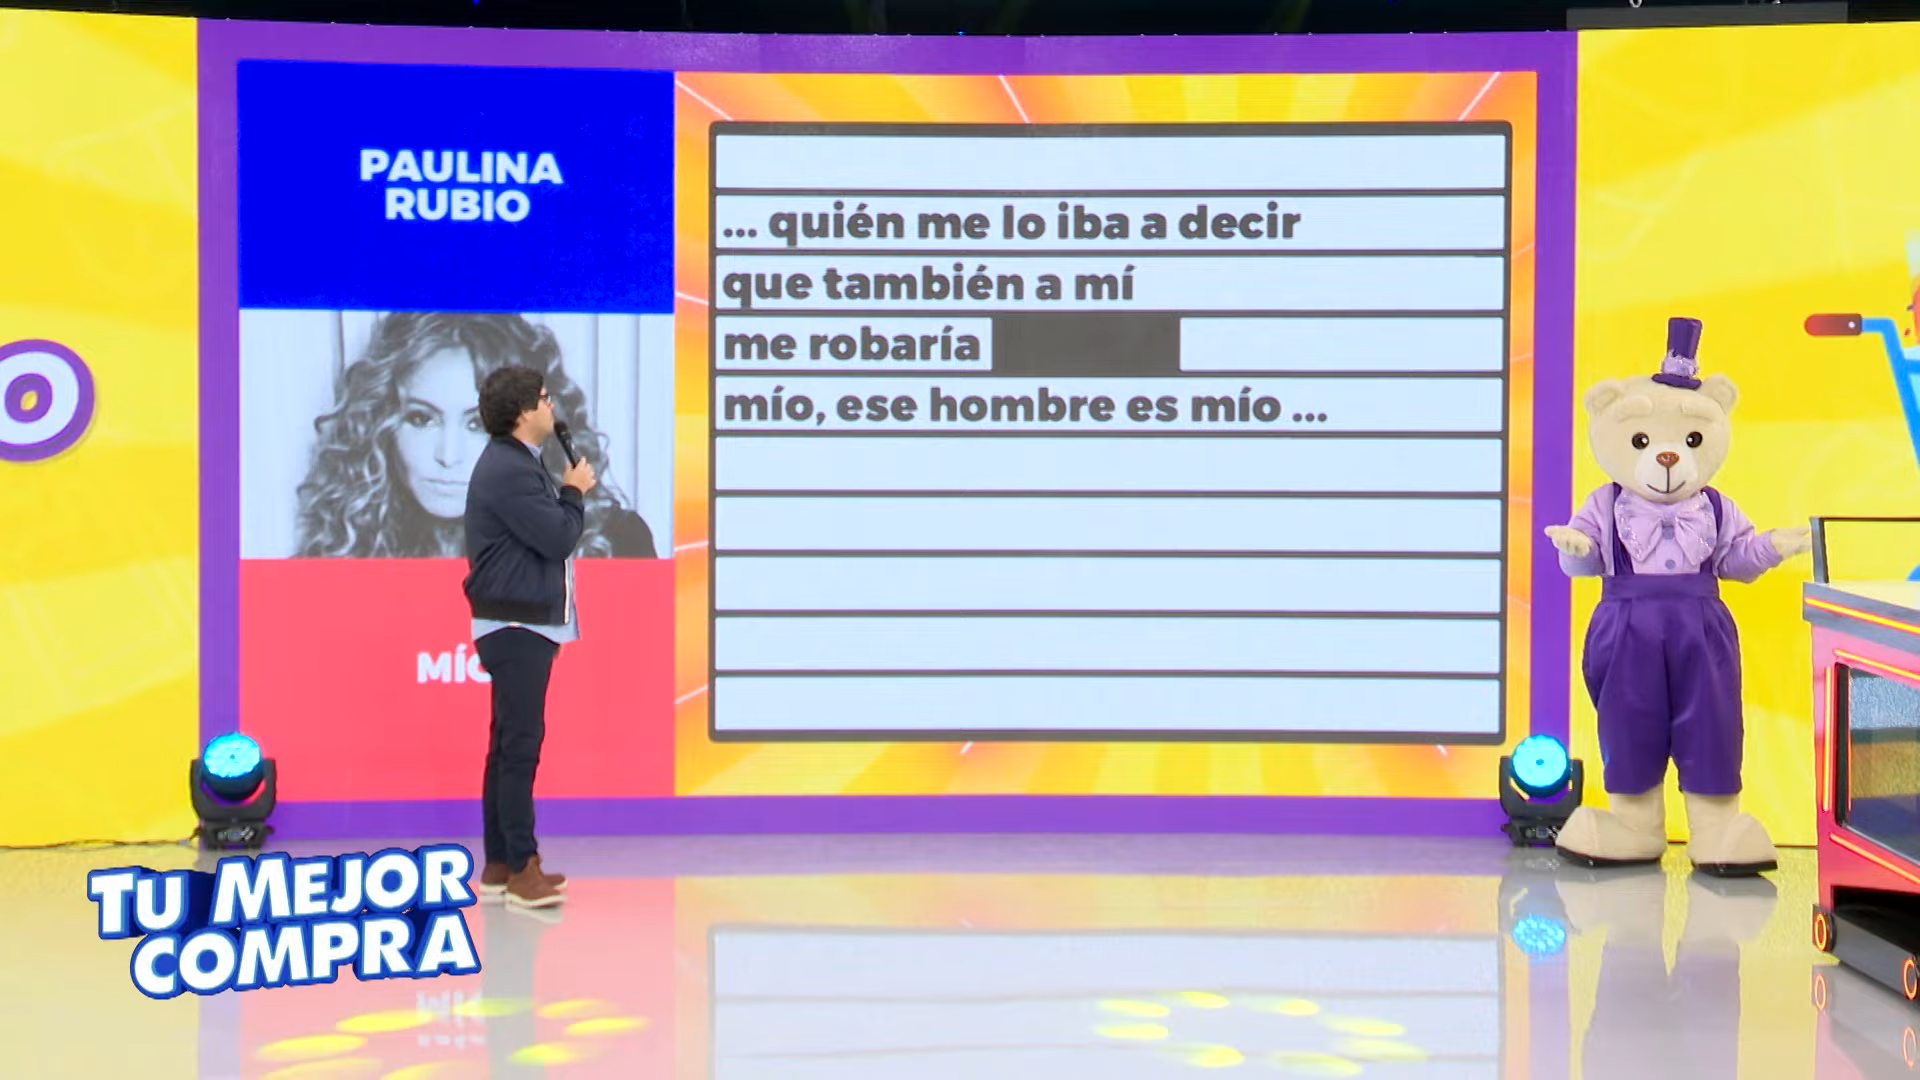 PAULINA
RUBIO
... quién me lo iba a decir
que también a mí
me robaría
mío, ese hombre es mío ...
O
TU MEJOR
COMPRA